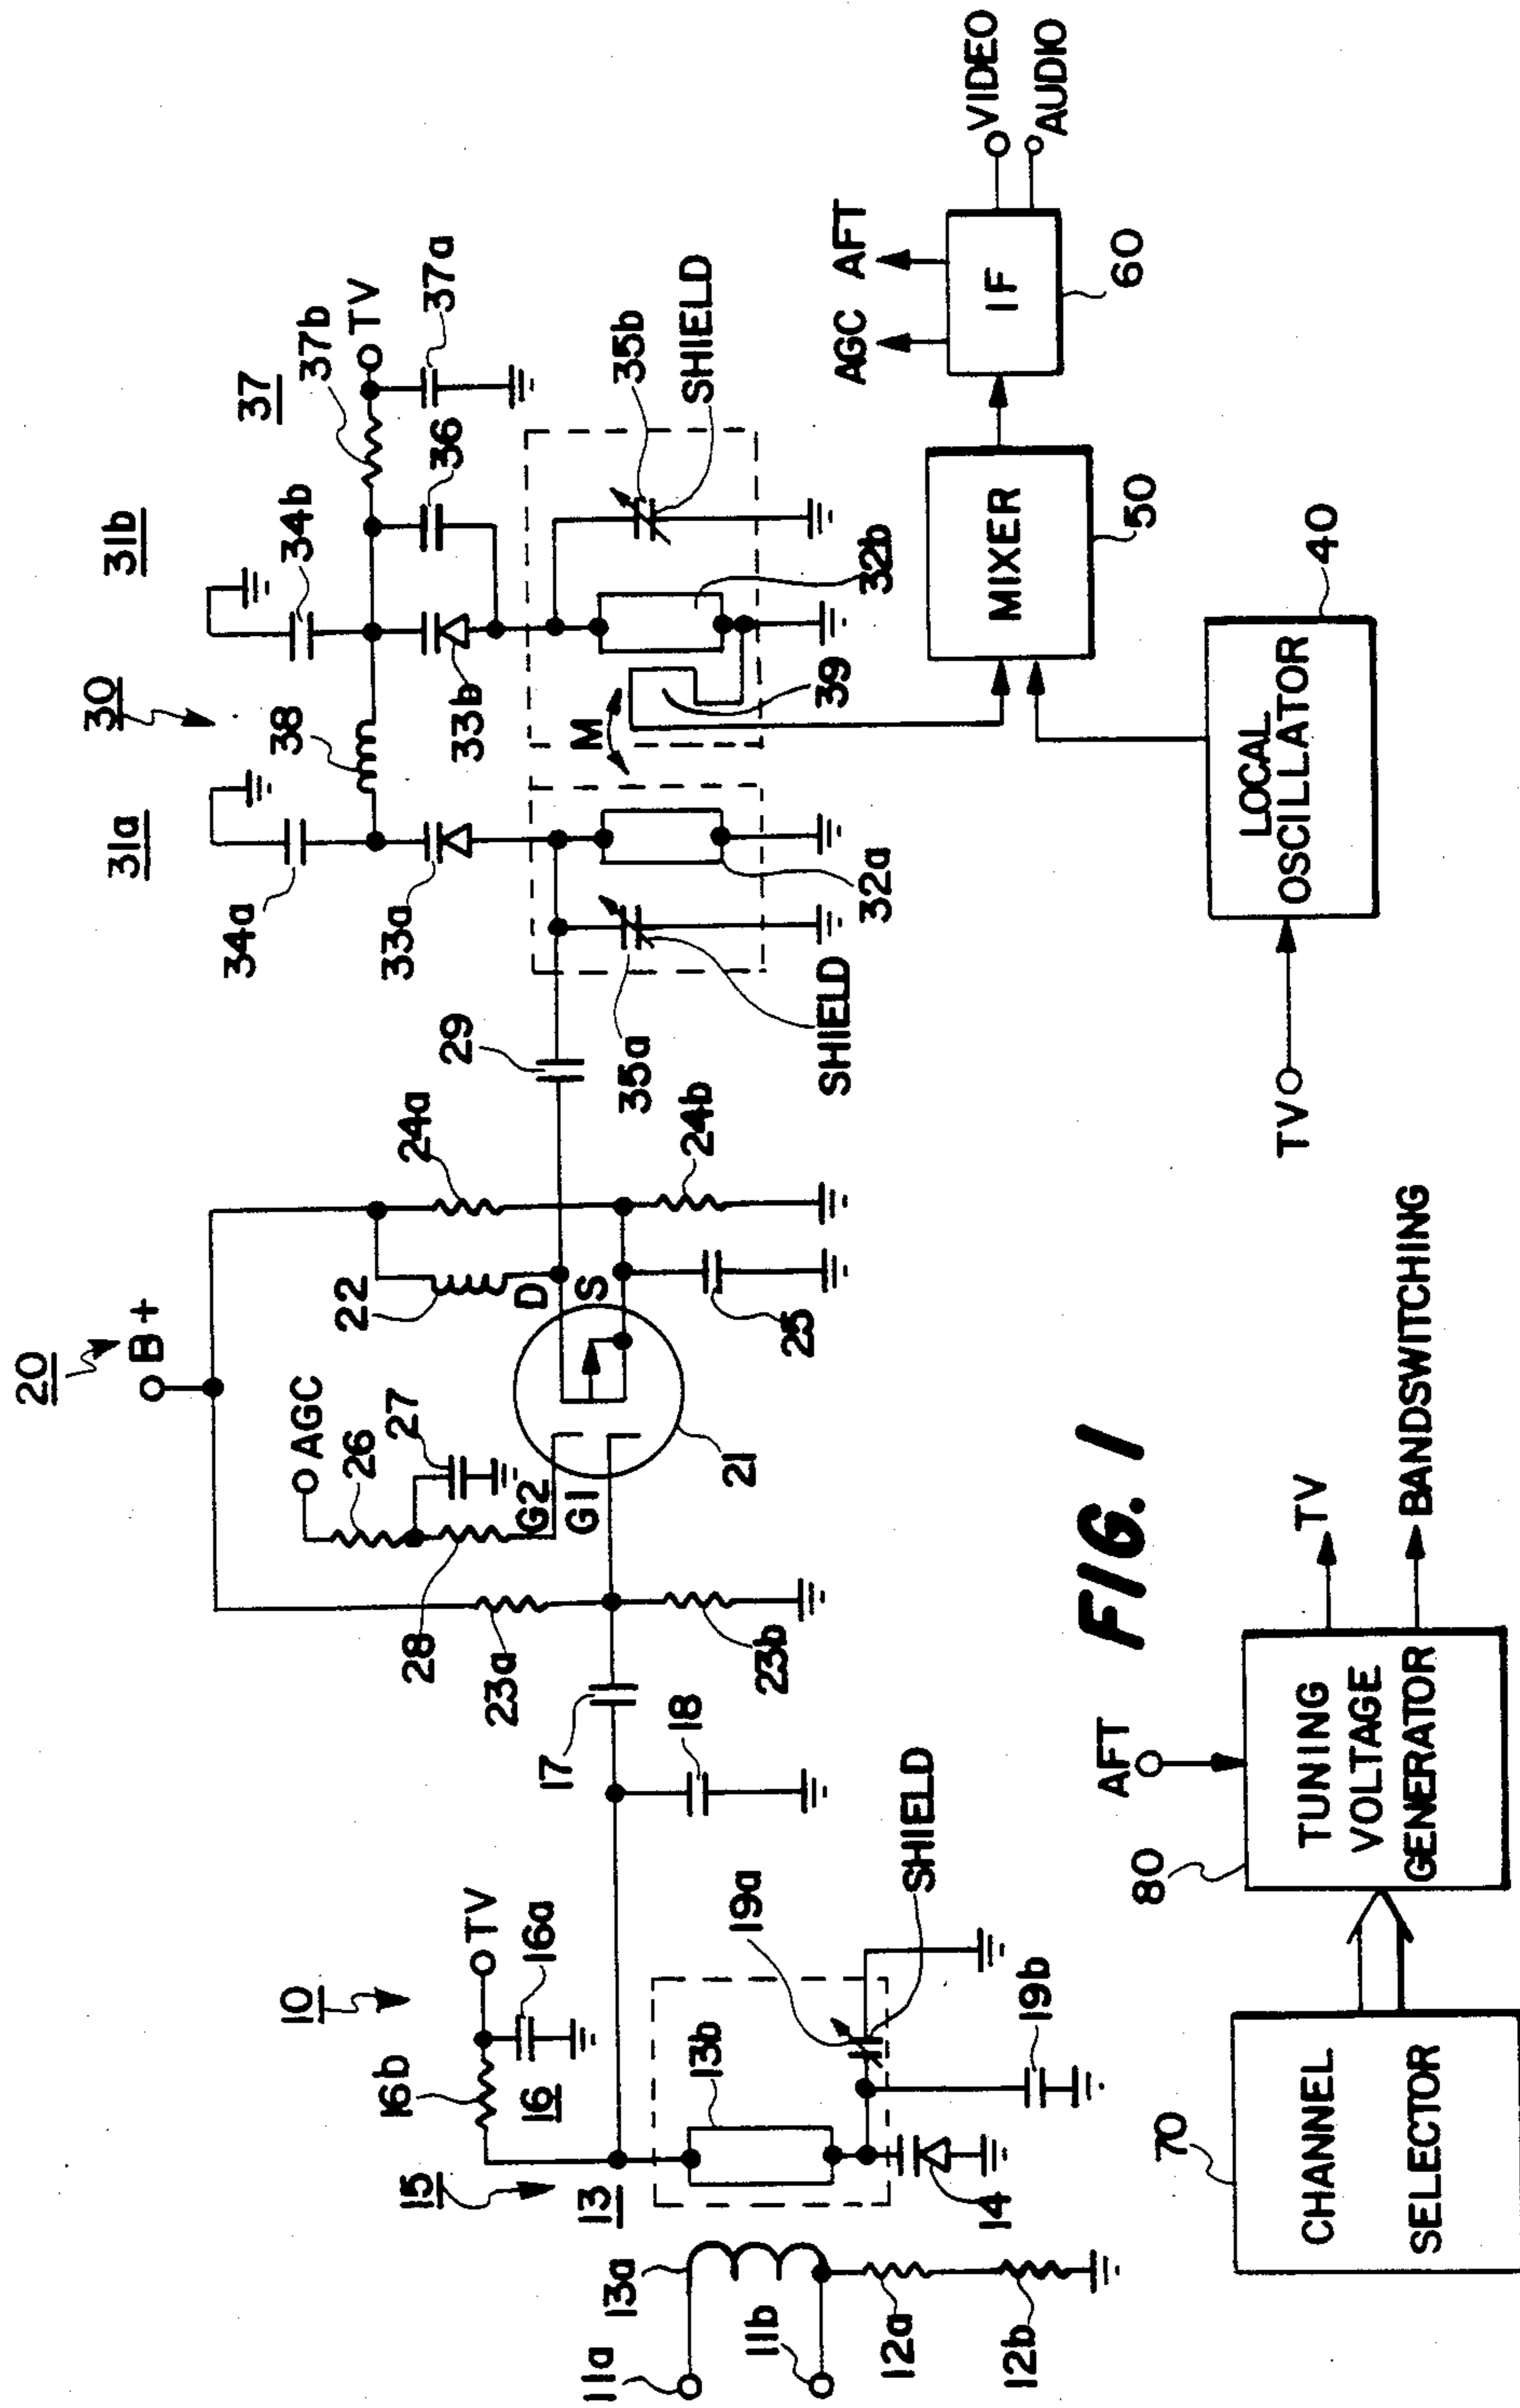 20
B+
10
15
16b
16
16a
TV
13
13a
13b
11a
11b
12a
12b
14
19a
19b
SHIELD
17
18
23a
23b
28
26
27
AGC
G2
G1
D
S
21
22
24a
24b
25
29
30
31a
31b
34a
34b
33a
33b
38
37
37b
37a
TV
36
35a
35b
SHIELD
SHIELD
32a
32b
M
39
MIXER
50
LOCAL
OSCILLATOR
40
TV
IF
60
AGC
AFT
VIDEO
AUDIO
CHANNEL
SELECTOR
70
TUNING
VOLTAGE
GENERATOR
80
AFT
TV
BANDSWITCHING
FIG. 1